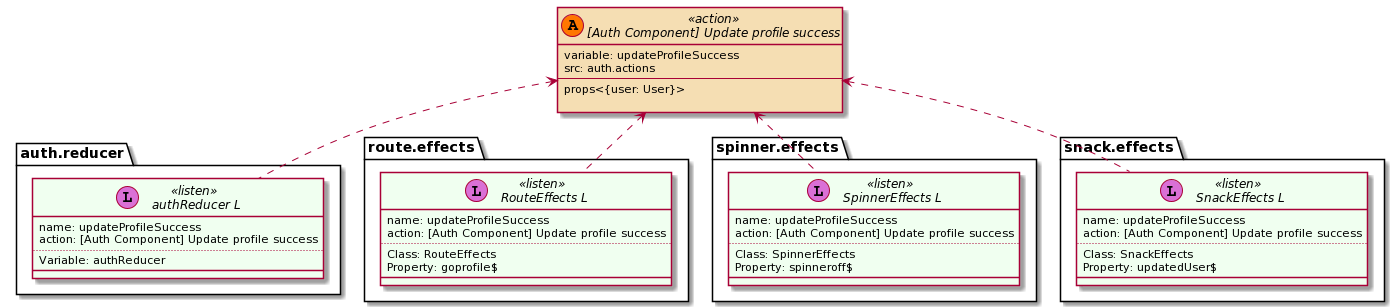 A
«action»
[Auth Component] Update profile success
variable: updateProfileSuccess
src: auth.actions
props<{user: User}>
auth.reducer
L
«listen»
authReducer L
name: updateProfileSuccess
action: [Auth Component] Update profile success
Variable: authReducer
route.effects
L
«listen»
RouteEffects L
name: updateProfileSuccess
action: [Auth Component] Update profile success
Class: RouteEffects
Property: goprofile$
spinner.effects
L
«listen»
SpinnerEffects L
name: updateProfileSuccess
action: [Auth Component] Update profile success
Class: SpinnerEffects
Property: spinneroff$
snack.effects
L
«listen»
SnackEffects L
name: updateProfileSuccess
action: [Auth Component] Update profile success
Class: SnackEffects
Property: updatedUser$